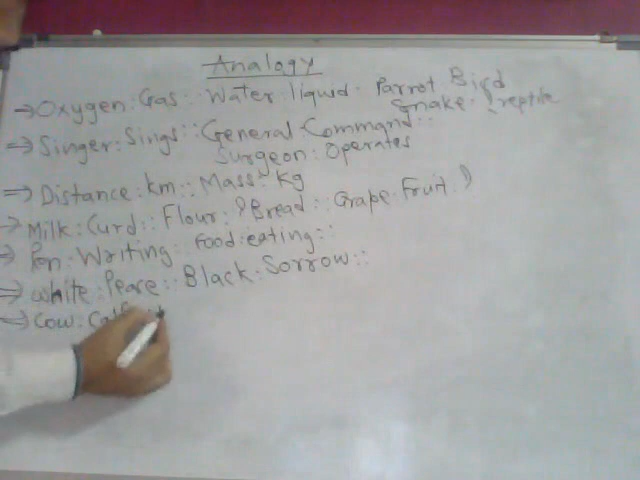 Analogy
⇒ Oxygen : Gas :: Water : liquid : Parrot : Bird
Snake : ? reptile
⇒ Singer : Sings :: General : Command ::
Surgeon : Operates
⇒ Distance : km :: Mass : Kg
→ Milk : Curd :: Flour : ? Bread :: Grape : Fruit ?
→ Pen : Writing :: Food : eating ::
⇒ White : Peace :: Black : Sorrow ::
⇒ Cow : Calf